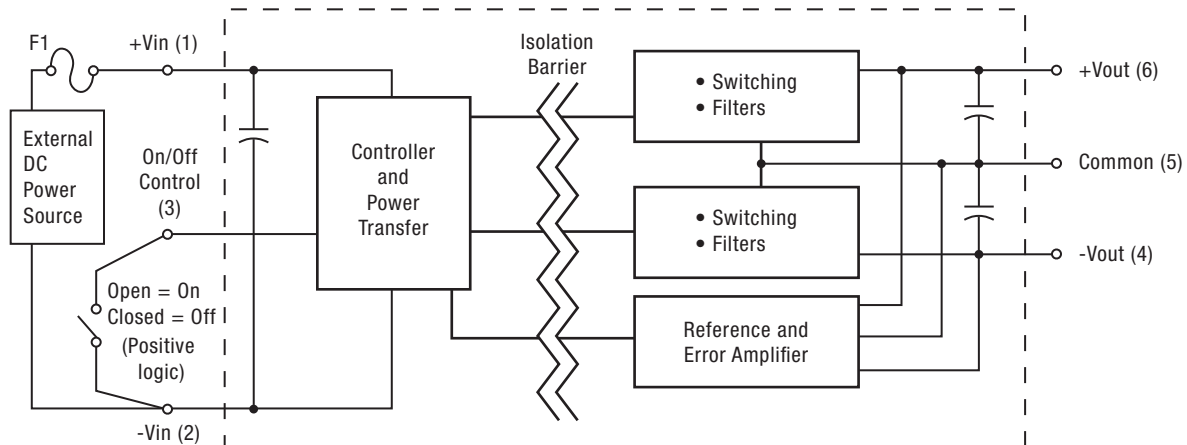 F1
+Vin (1)
External
DC
Power
Source
On/Off
Control
(3)
Open = On
Closed = Off
(Positive
logic)
-Vin (2)
Controller
and
Power
Transfer
Isolation
Barrier
• Switching
• Filters
• Switching
• Filters
Reference and
Error Amplifier
+Vout (6)
Common (5)
-Vout (4)